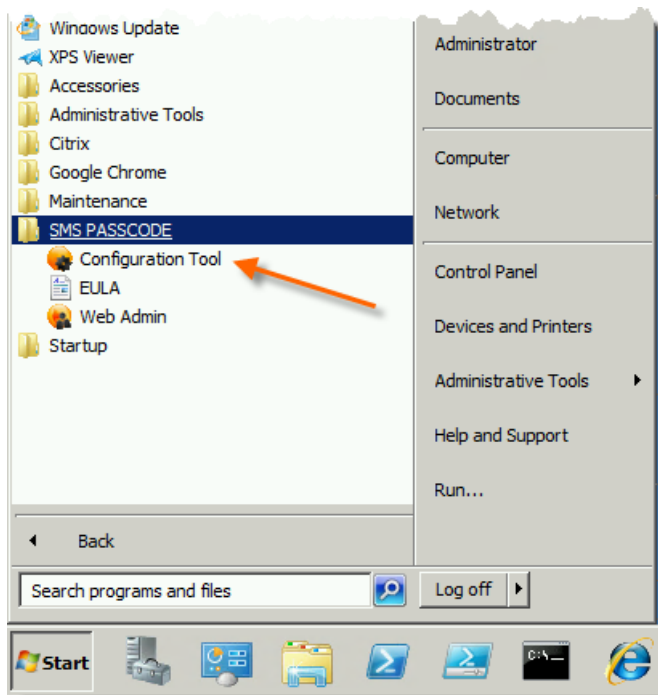 Windows Update
XPS Viewer
Accessories
Administrative Tools
Citrix
Google Chrome
Maintenance
SMS PASSCODE
Configuration Tool
EULA
Web Admin
Startup
Back
Search programs and files
Administrator
Documents
Computer
Network
Control Panel
Devices and Printers
Administrative Tools
Help and Support
Run...
Log off
Start
C:\_